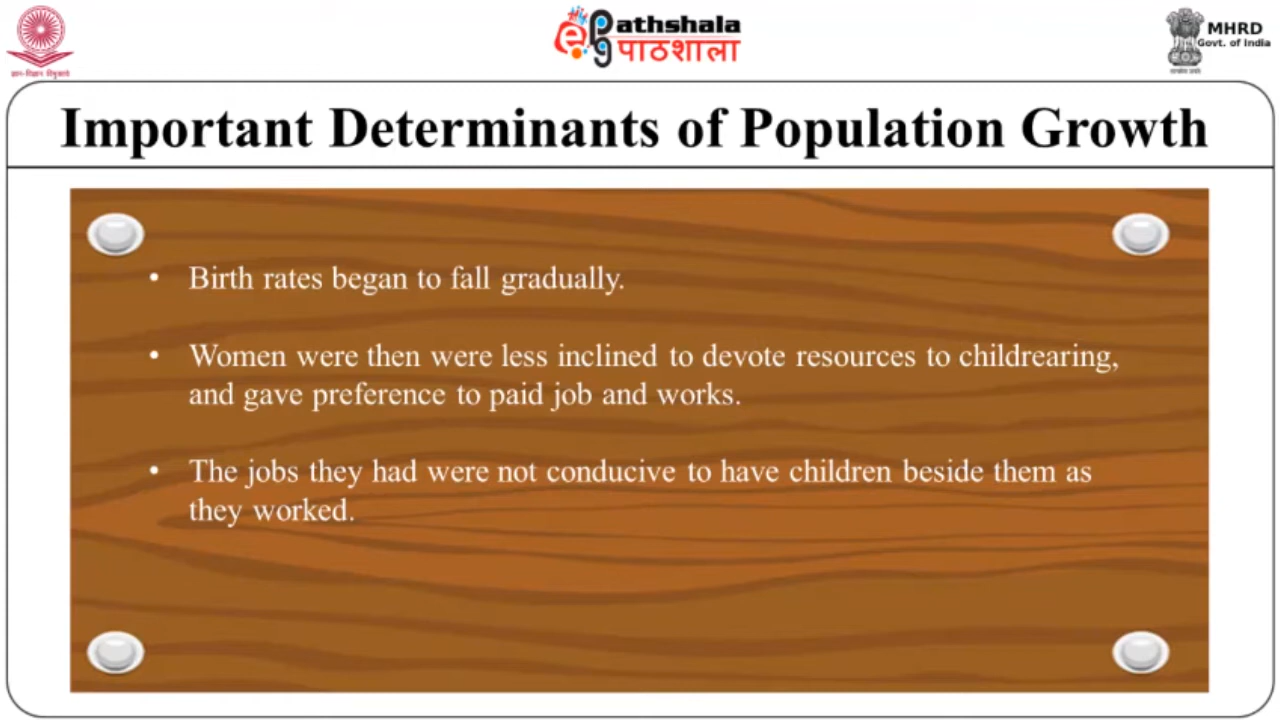 ज्ञान-विज्ञान विमुक्तये
ePathshala
पाठशाला
MHRD
Govt. of India
Important Determinants of Population Growth
• Birth rates began to fall gradually.
• Women were then were less inclined to devote resources to childrearing,
and gave preference to paid job and works.
• The jobs they had were not conducive to have children beside them as
they worked.